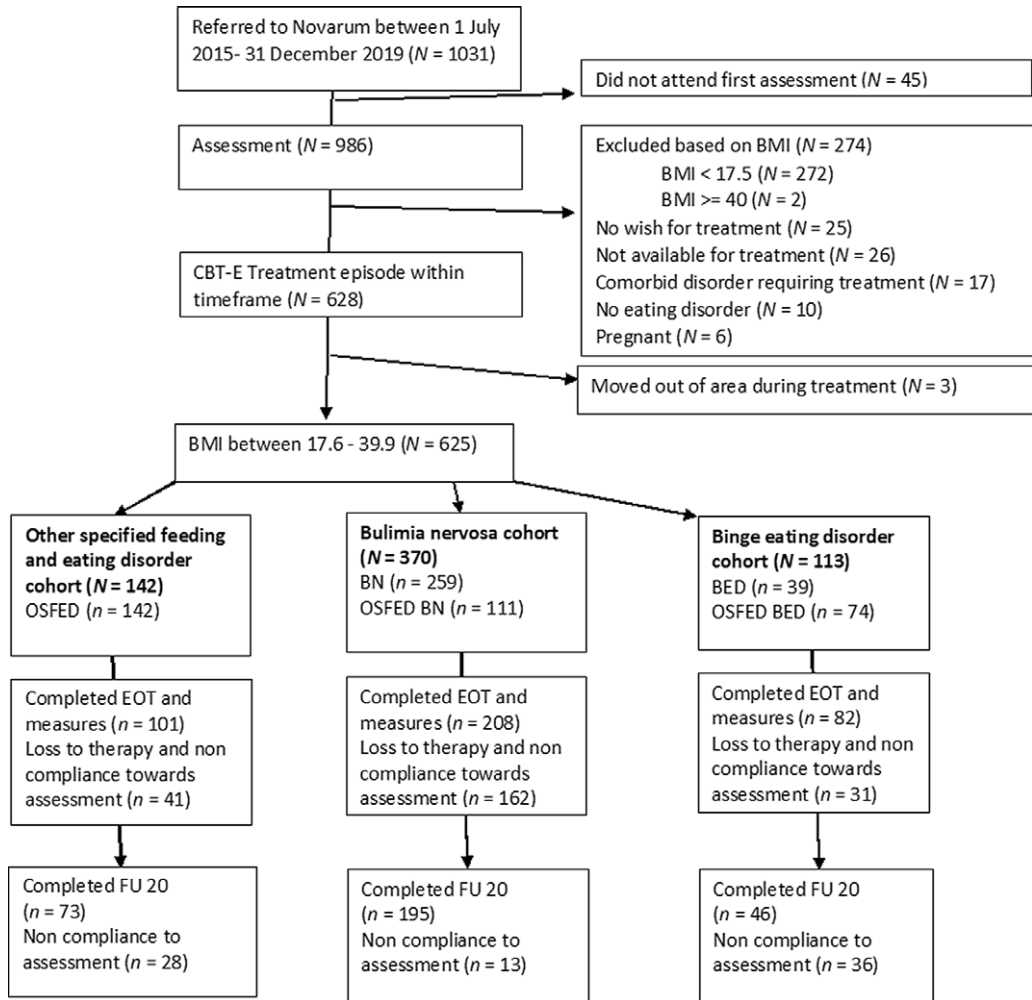 Referred to Novarum between 1 July
2015- 31 December 2019 (N = 1031)
Did not attend first assessment (N = 45)
Assessment (N = 986)
Excluded based on BMI (N = 274)
BMI < 17.5 (N = 272)
BMI >= 40 (N = 2)
No wish for treatment (N = 25)
Not available for treatment (N = 26)
Comorbid disorder requiring treatment (N = 17)
No eating disorder (N = 10)
Pregnant (N = 6)
CBT-E Treatment episode within
timeframe (N = 628)
Moved out of area during treatment (N = 3)
BMI between 17.6 - 39.9 (N = 625)
Other specified feeding
and eating disorder
cohort (N = 142)
OSFED (n = 142)
Bulimia nervosa cohort
(N = 370)
BN (n = 259)
OSFED BN (n = 111)
Binge eating disorder
cohort (N = 113)
BED (n = 39)
OSFED BED (n = 74)
Completed EOT and
measures (n = 101)
Loss to therapy and non
compliance towards
assessment (n = 41)
Completed EOT and
measures (n = 208)
Loss to therapy and non
compliance towards
assessment (n = 162)
Completed EOT and
measures (n = 82)
Loss to therapy and non
compliance towards
assessment (n = 31)
Completed FU 20
(n = 73)
Non compliance to
assessment (n = 28)
Completed FU 20
(n = 195)
Non compliance to
assessment (n = 13)
Completed FU 20
(n = 46)
Non compliance to
assessment (n = 36)